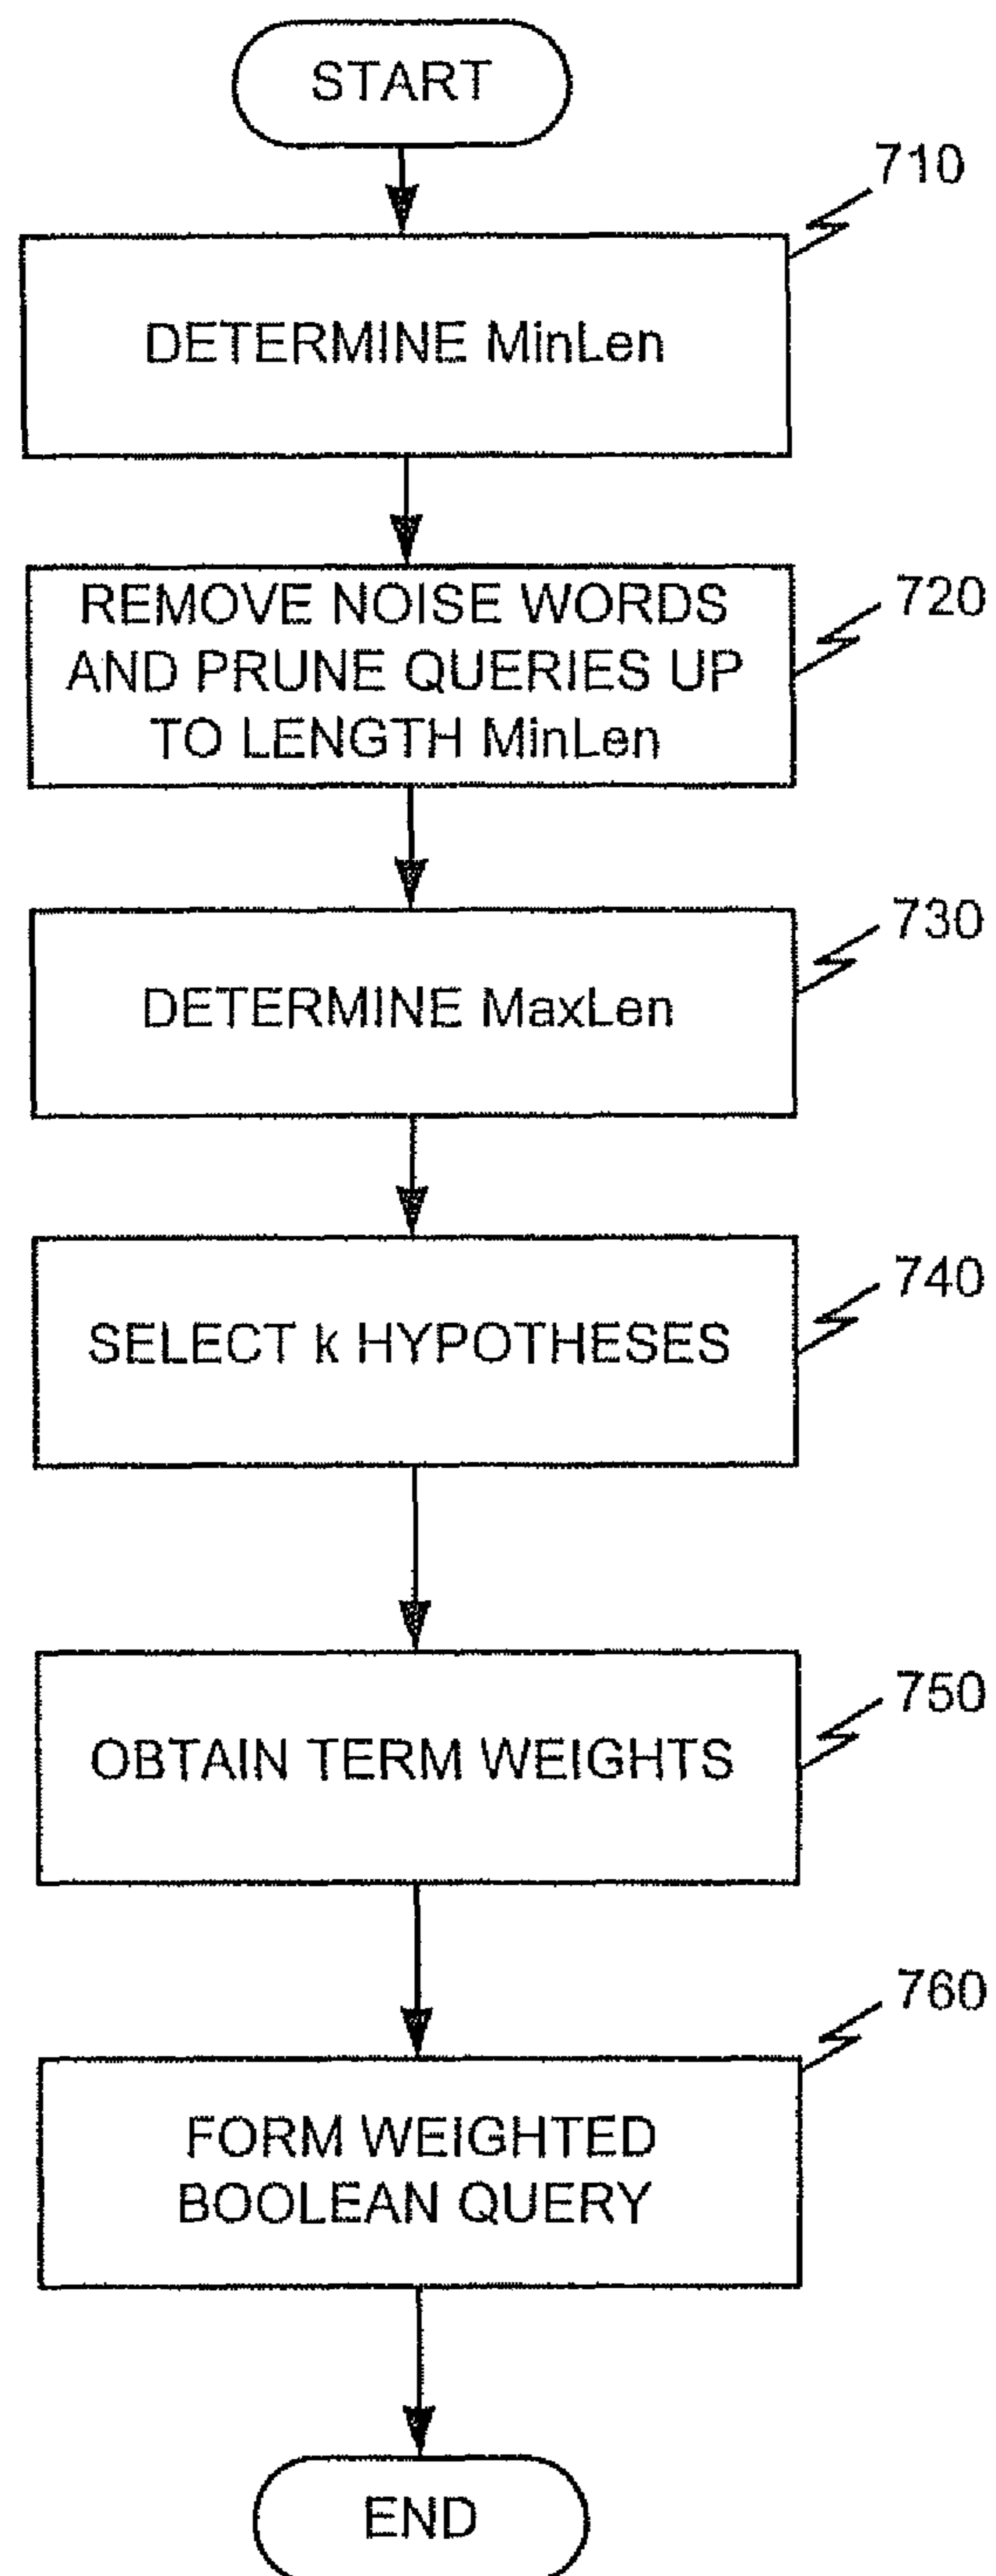 START
710
DETERMINE MinLen
720
REMOVE NOISE WORDS
AND PRUNE QUERIES UP
TO LENGTH MinLen
730
DETERMINE MaxLen
740
SELECT k HYPOTHESES
750
OBTAIN TERM WEIGHTS
760
FORM WEIGHTED
BOOLEAN QUERY
END